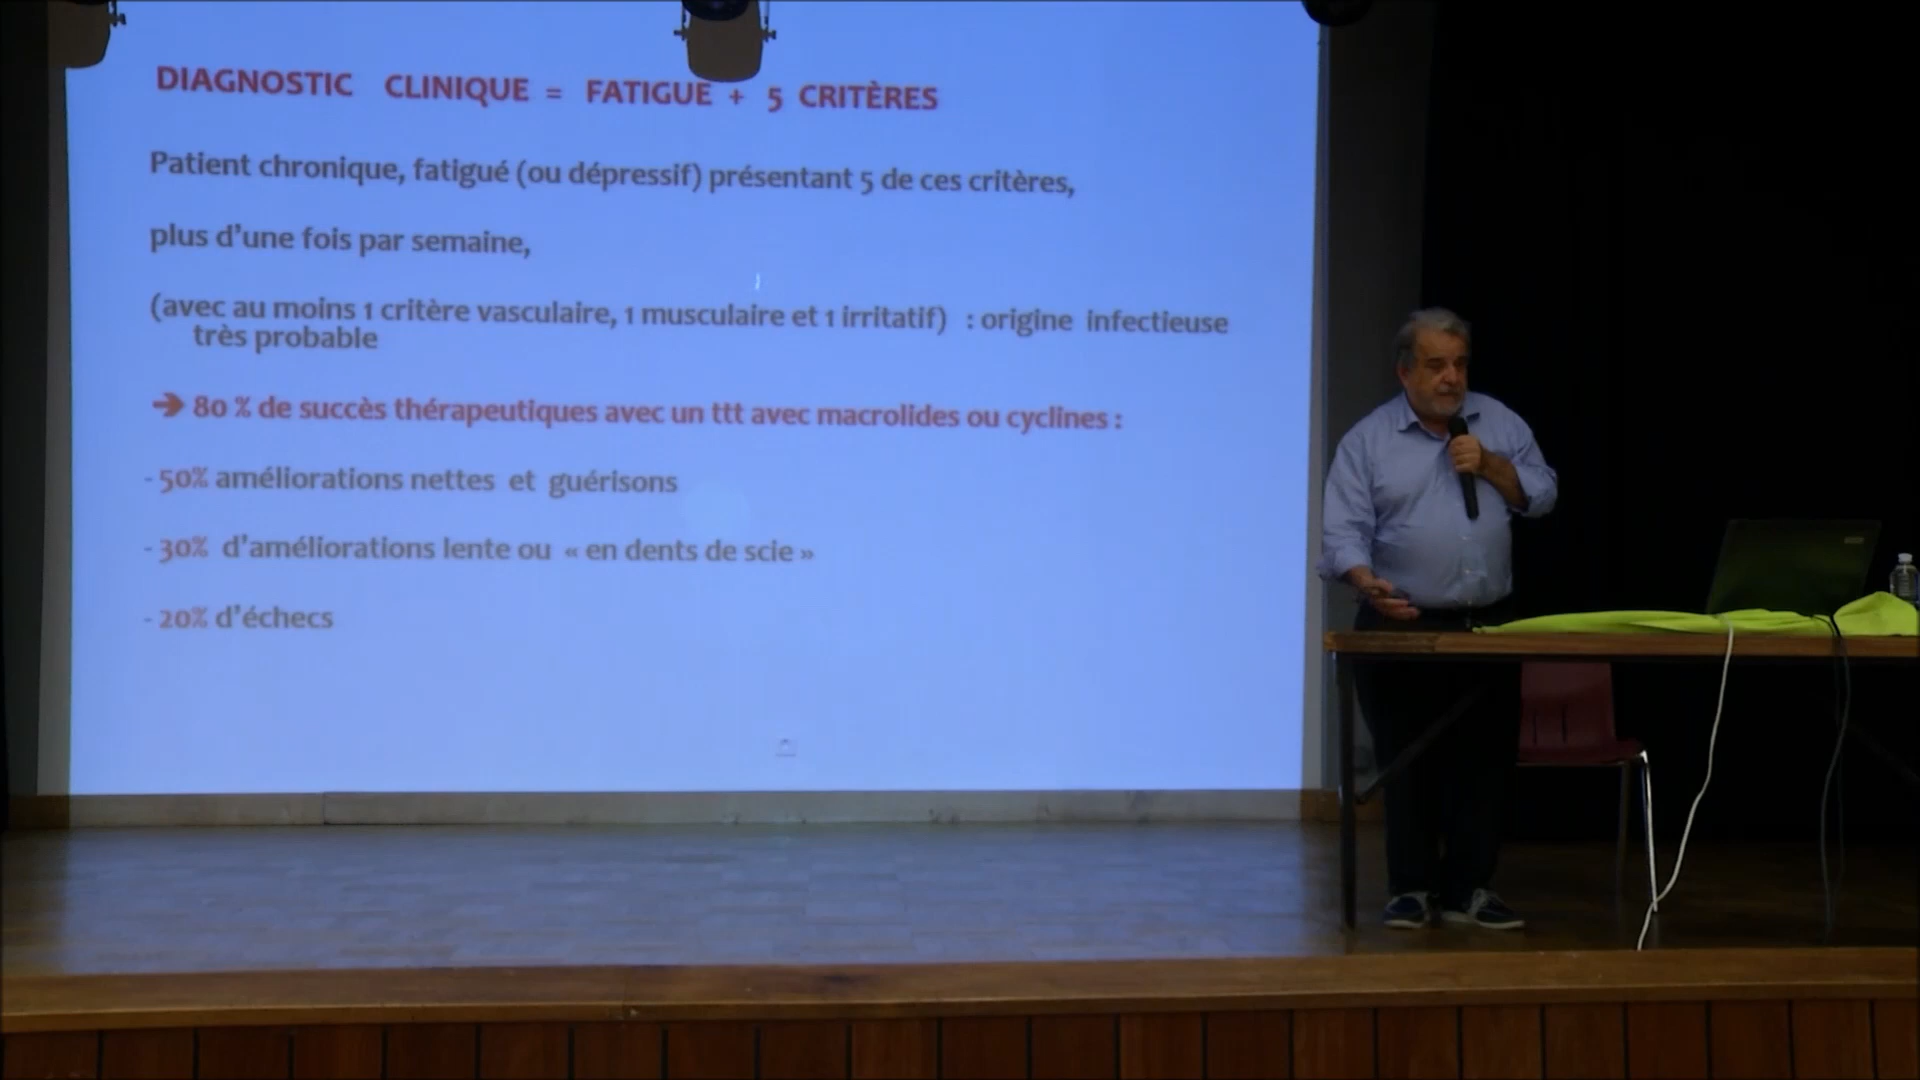 DIAGNOSTIC CLINIQUE = FATIGUE + 5 CRITÈRES
Patient chronique, fatigué (ou dépressif) présentant 5 de ces critères,
plus d'une fois par semaine,
(avec au moins 1 critère vasculaire, 1 musculaire et 1 irritatif) : origine infectieuse
très probable
➔ 80 % de succès thérapeutiques avec un ttt avec macrolides ou cyclines :
- 50% améliorations nettes et guérisons
- 30% d'améliorations lente ou « en dents de scie »
- 20% d'échecs